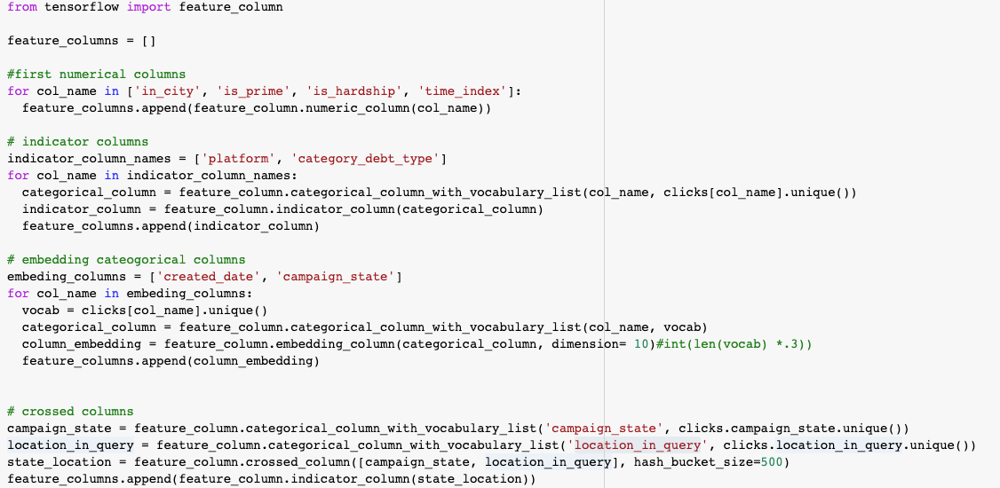 from tensorflow import feature_column
feature_columns = []
#first numerical columns
for col_name in ['in_city', 'is_prime', 'is_hardship', 'time_index']:
  feature_columns.append(feature_column.numeric_column(col_name))
# indicator columns
indicator_column_names = ['platform', 'category_debt_type']
for col_name in indicator_column_names:
  categorical_column = feature_column.categorical_column_with_vocabulary_list(col_name, clicks[col_name].unique())
  indicator_column = feature_column.indicator_column(categorical_column)
  feature_columns.append(indicator_column)
# embedding cateogorical columns
embeding_columns = ['created_date', 'campaign_state']
for col_name in embeding_columns:
  vocab = clicks[col_name].unique()
  categorical_column = feature_column.categorical_column_with_vocabulary_list(col_name, vocab)
  column_embedding = feature_column.embedding_column(categorical_column, dimension= 10)#int(len(vocab) *.3))
  feature_columns.append(column_embedding)
# crossed columns
campaign_state = feature_column.categorical_column_with_vocabulary_list('campaign_state', clicks.campaign_state.unique())
location_in_query = feature_column.categorical_column_with_vocabulary_list('location_in_query', clicks.location_in_query.unique())
state_location = feature_column.crossed_column([campaign_state, location_in_query], hash_bucket_size=500)
feature_columns.append(feature_column.indicator_column(state_location))